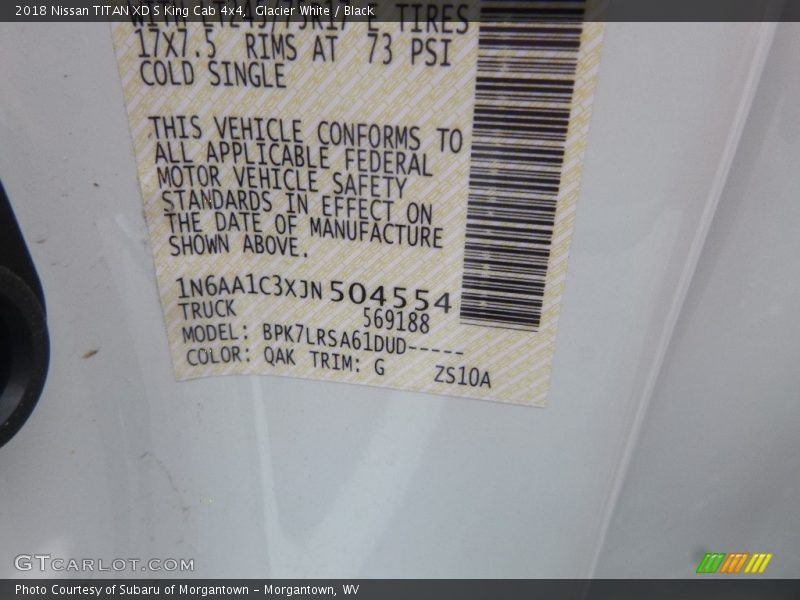 2018 Nissan TITAN XD S King Cab 4x4, Glacier White / Black
TIRES
17X7.5 RIMS AT 73 PSI
COLD SINGLE
THIS VEHICLE CONFORMS TO
ALL APPLICABLE FEDERAL
MOTOR VEHICLE SAFETY
STANDARDS IN EFFECT ON
THE DATE OF MANUFACTURE
SHOWN ABOVE.
1N6AA1C3XJN504554
TRUCK 569188
MODEL: BPK7LRSA61DUD-----
COLOR: QAK TRIM: G ZS10A
GTCARLOT.COM
Photo Courtesy of Subaru of Morgantown - Morgantown, WV